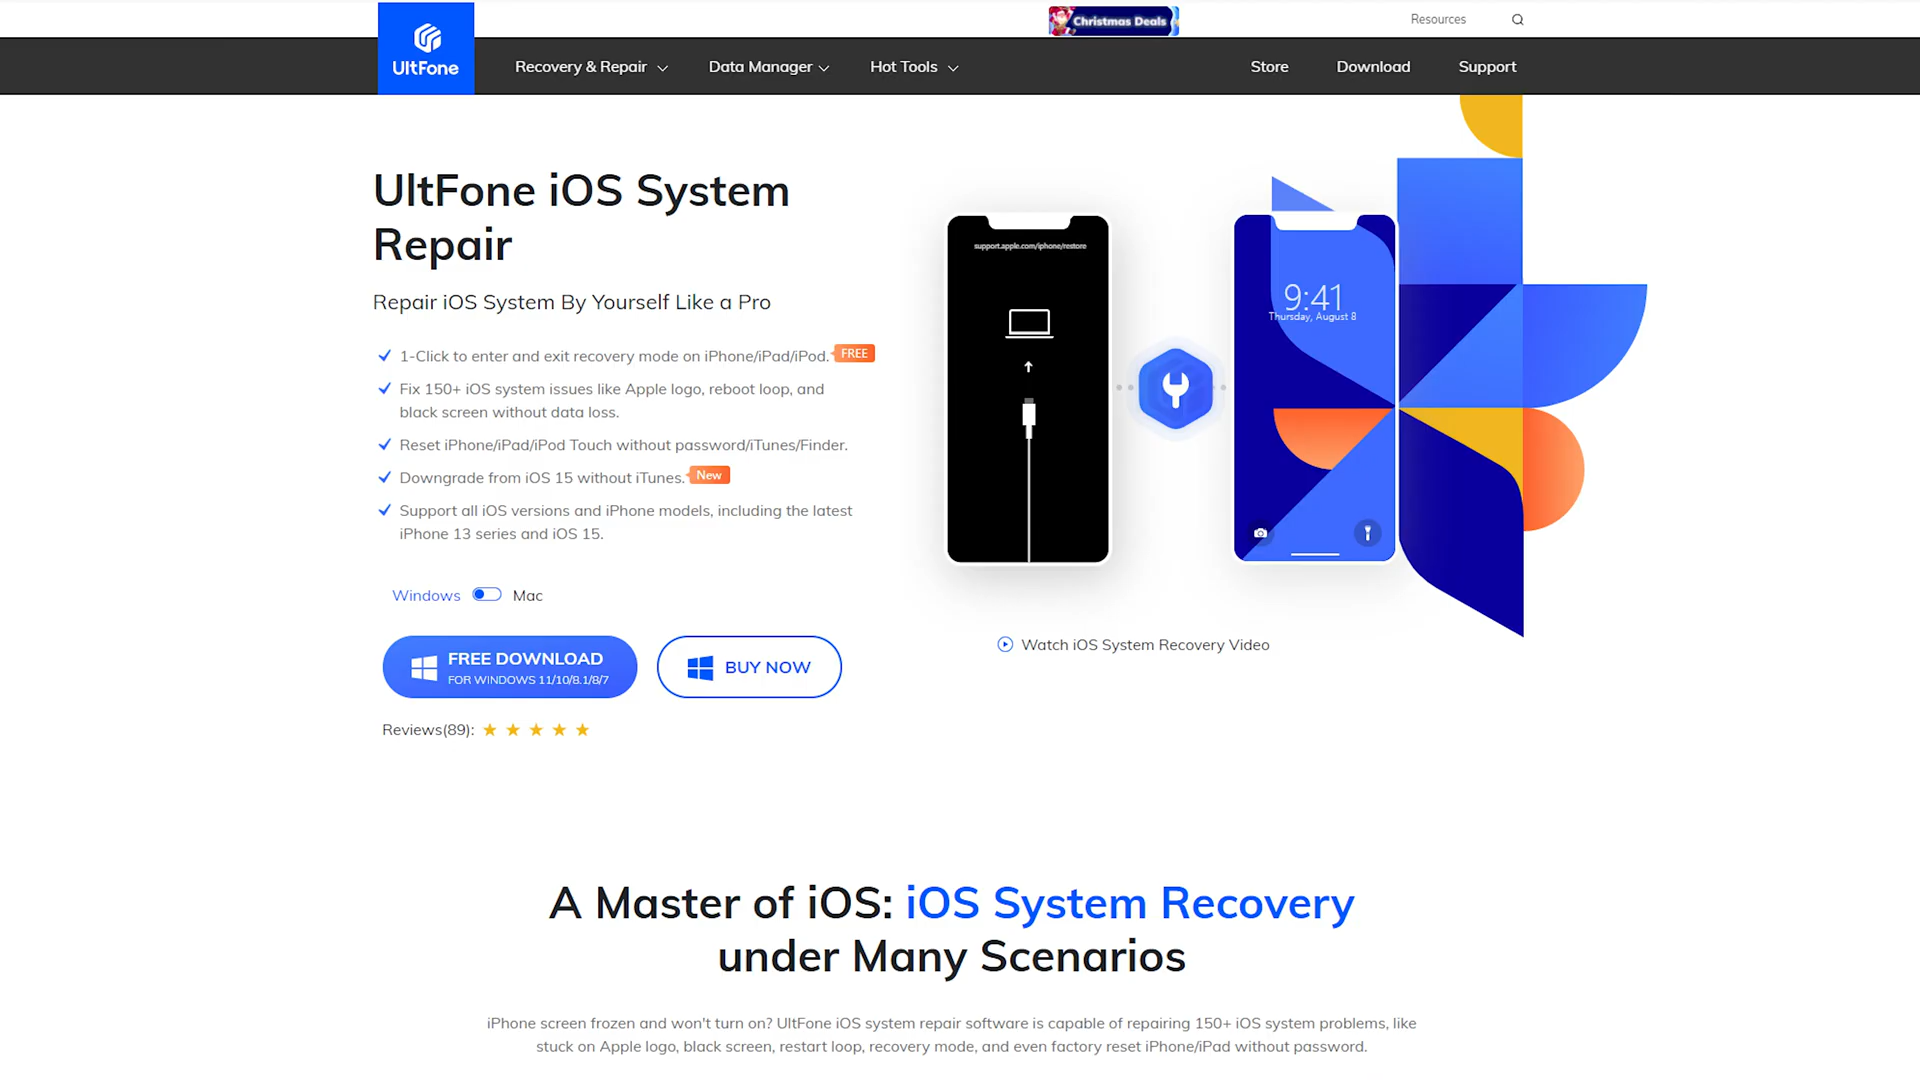 Christmas Deals
Resources
UltFone
Recovery & Repair
Data Manager
Hot Tools
Store
Download
Support
UltFone iOS System
Repair
Repair iOS System By Yourself Like a Pro
1-Click to enter and exit recovery mode on iPhone/iPad/iPod. FREE
Fix 150+ iOS system issues like Apple logo, reboot loop, and
black screen without data loss.
Reset iPhone/iPad/iPod Touch without password/iTunes/Finder.
Downgrade from iOS 15 without iTunes. New
Support all iOS versions and iPhone models, including the latest
iPhone 13 series and iOS 15.
Windows
Mac
FREE DOWNLOAD
FOR WINDOWS 11/10/8.1/8/7
BUY NOW
Reviews(89):
support.apple.com/iphone/restore
9:41
Thursday, August 8
Watch iOS System Recovery Video
A Master of iOS: iOS System Recovery
under Many Scenarios
iPhone screen frozen and won't turn on? UltFone iOS system repair software is capable of repairing 150+ iOS system problems, like
stuck on Apple logo, black screen, restart loop, recovery mode, and even factory reset iPhone/iPad without password.